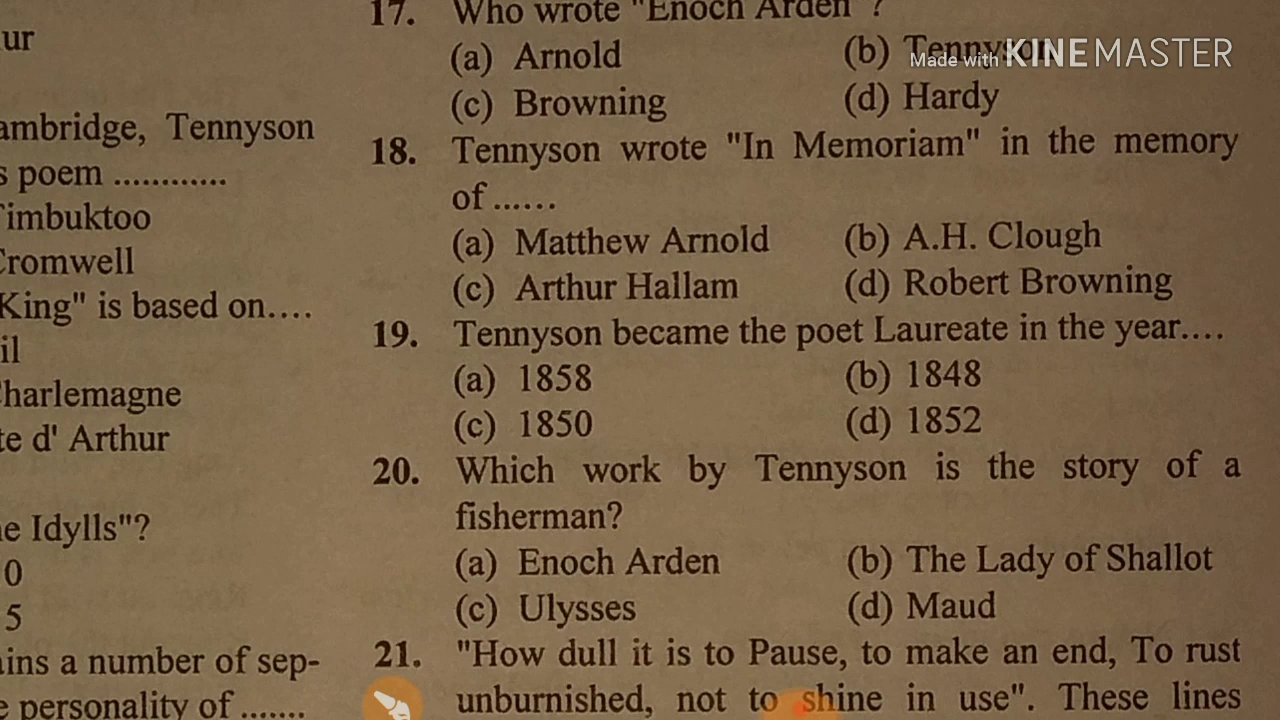 ur
ambridge, Tennyson
s poem ............
imbuktoo
romwell
King" is based on....
il
harlemagne
te d' Arthur
e Idylls"?
0
5
ins a number of sep-
e personality of .......
17. Who wrote "Enoch Arden"?
(a) Arnold (b) Tennyson
(c) Browning (d) Hardy
18. Tennyson wrote "In Memoriam" in the memory
of ......
(a) Matthew Arnold (b) A.H. Clough
(c) Arthur Hallam (d) Robert Browning
19. Tennyson became the poet Laureate in the year....
(a) 1858 (b) 1848
(c) 1850 (d) 1852
20. Which work by Tennyson is the story of a
fisherman?
(a) Enoch Arden (b) The Lady of Shallot
(c) Ulysses (d) Maud
21. "How dull it is to Pause, to make an end, To rust
unburnished, not to shine in use". These lines
Made with KINEMASTER